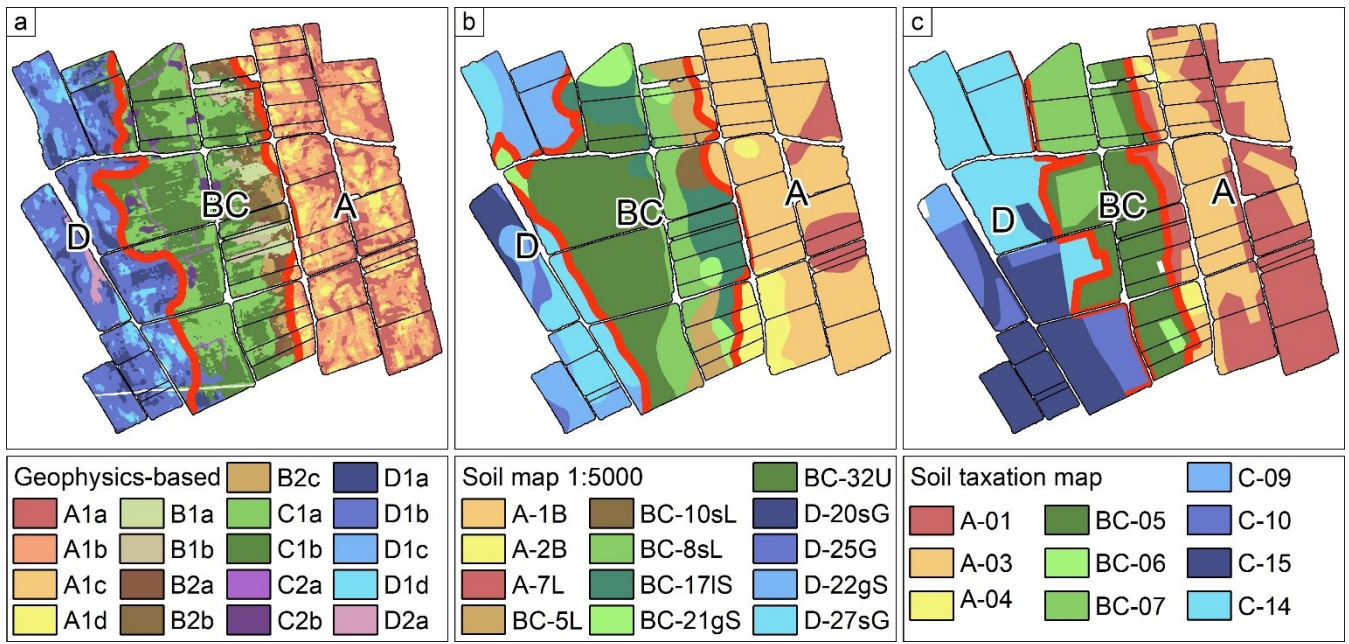 a
D
BC
A
b
D
BC
A
c
D
BC
A
Geophysics-based
A1a
A1b
A1c
A1d
B1a
B1b
B2a
B2b
B2c
C1a
C1b
C2a
C2b
D1a
D1b
D1c
D1d
D2a
Soil map 1:5000
A-1B
A-2B
A-7L
BC-5L
BC-10sL
BC-8sL
BC-17lS
BC-21gS
BC-32U
D-20sG
D-25G
D-22gS
D-27sG
Soil taxation map
A-01
A-03
A-04
BC-05
BC-06
BC-07
C-09
C-10
C-15
C-14